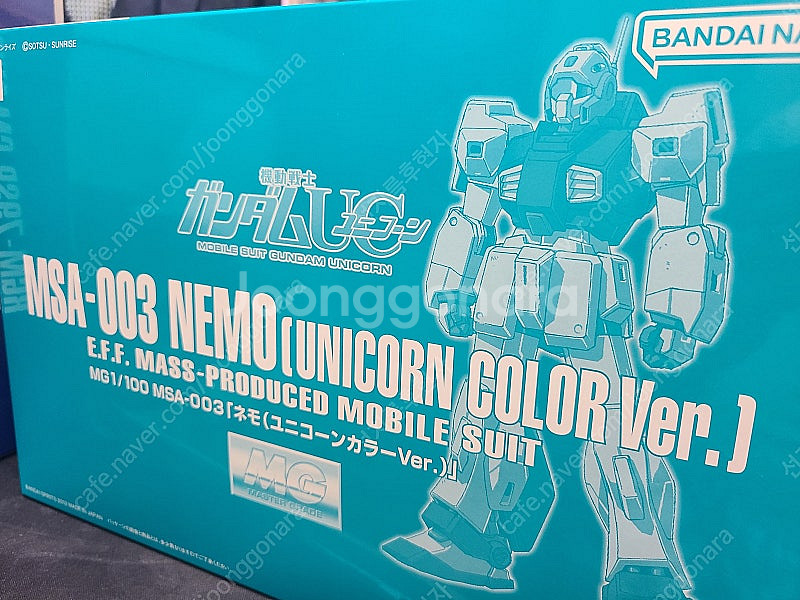 ©SOTSU・SUNRISE
BANDAI NA
機動戦士
ガンダムUC
ユニコーン
MOBILE SUIT GUNDAM UNICORN
MSA-003 NEMO (UNICORN COLOR Ver.)
E.F.F. MASS-PRODUCED MOBILE SUIT
MG1/100 MSA-003「ネモ(ユニコーンカラーVer.)」
MG
MASTER GRADE
Joonggonara
cafe.naver.com/joonggonara